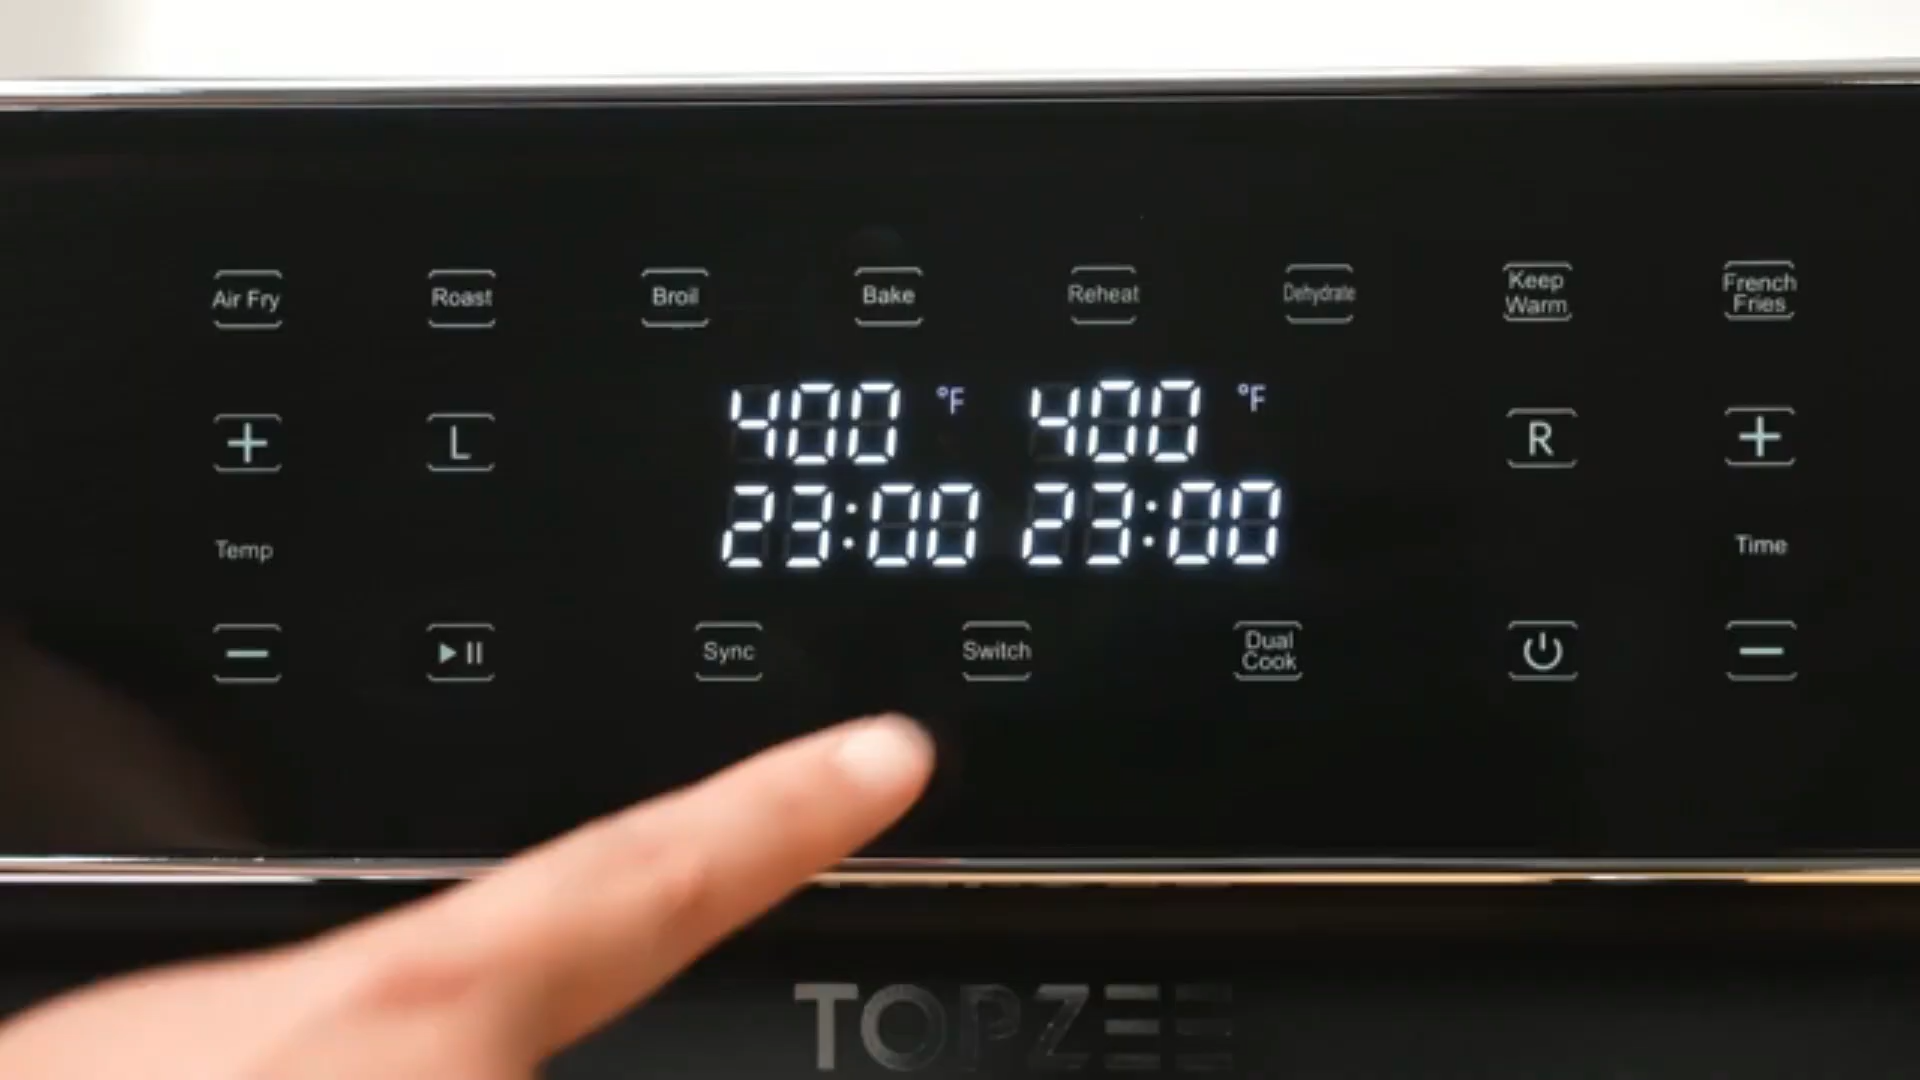 Air Fry
Roast
Broil
Bake
Reheat
Dehydrate
Keep
Warm
French
Fries
+
L
400 °F
400 °F
R
+
Temp
23:00
23:00
Time
−
Sync
Switch
Dual
Cook
−
TOPZEE